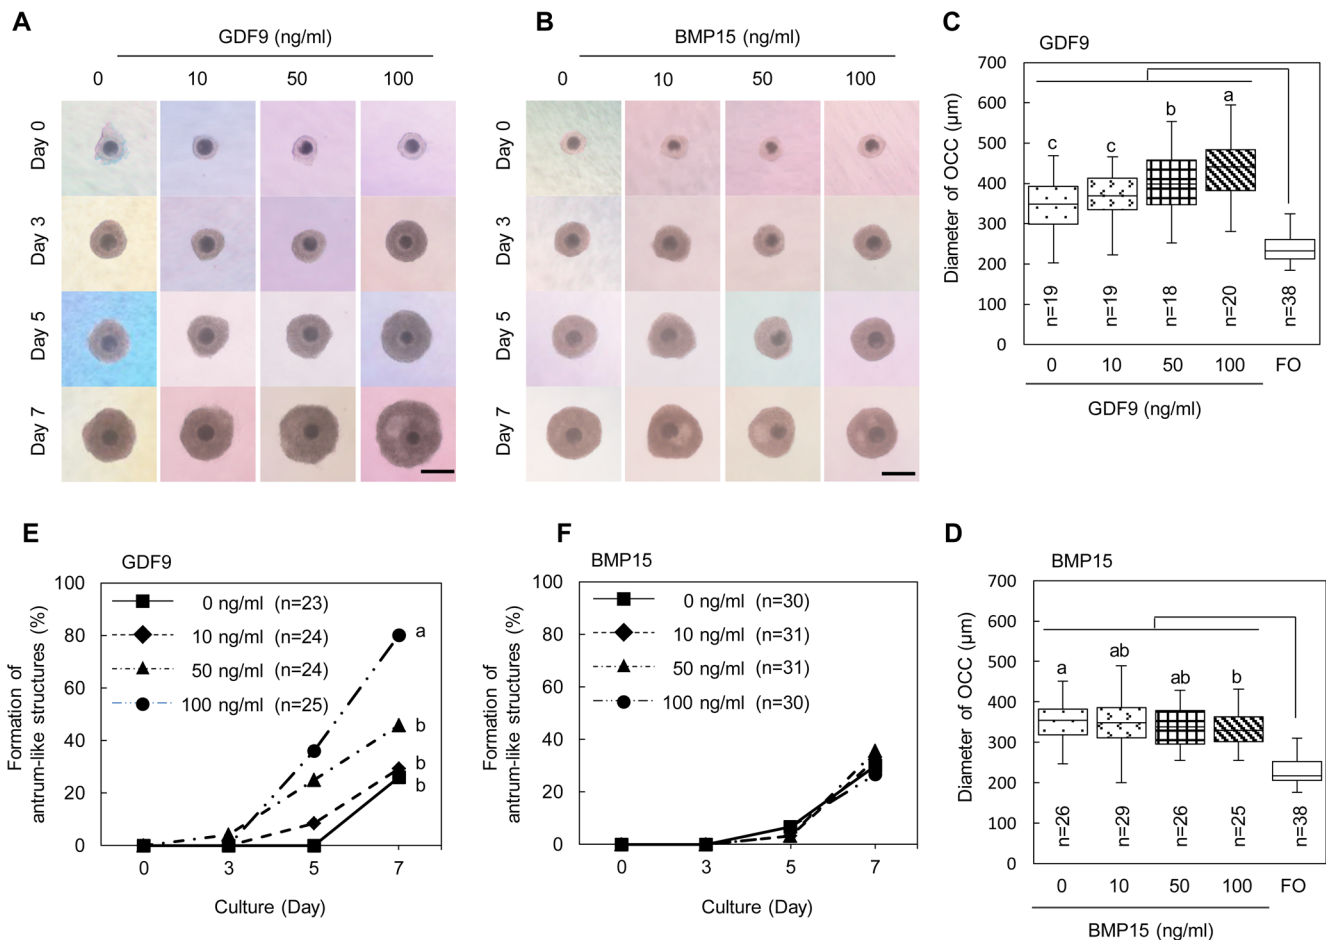 A
GDF9 (ng/ml)
0 10 50 100
Day 0
Day 3
Day 5
Day 7
B
BMP15 (ng/ml)
0 10 50 100
Day 0
Day 3
Day 5
Day 7
C
GDF9
Diameter of OCC (µm)
700
600
500
400
300
200
100
0
c c b a
n=19 n=19 n=18 n=20 n=38
0 10 50 100 FO
GDF9 (ng/ml)
E
GDF9
Formation of
antrum-like structures (%)
100
80
60
40
20
0
0 ng/ml (n=23)
10 ng/ml (n=24)
50 ng/ml (n=24)
100 ng/ml (n=25)
a
b
b
b
0 3 5 7
Culture (Day)
F
BMP15
Formation of
antrum-like structures (%)
100
80
60
40
20
0
0 ng/ml (n=30)
10 ng/ml (n=31)
50 ng/ml (n=31)
100 ng/ml (n=30)
0 3 5 7
Culture (Day)
D
BMP15
Diameter of OCC (µm)
700
600
500
400
300
200
100
0
a ab ab b
n=26 n=29 n=26 n=25 n=38
0 10 50 100 FO
BMP15 (ng/ml)